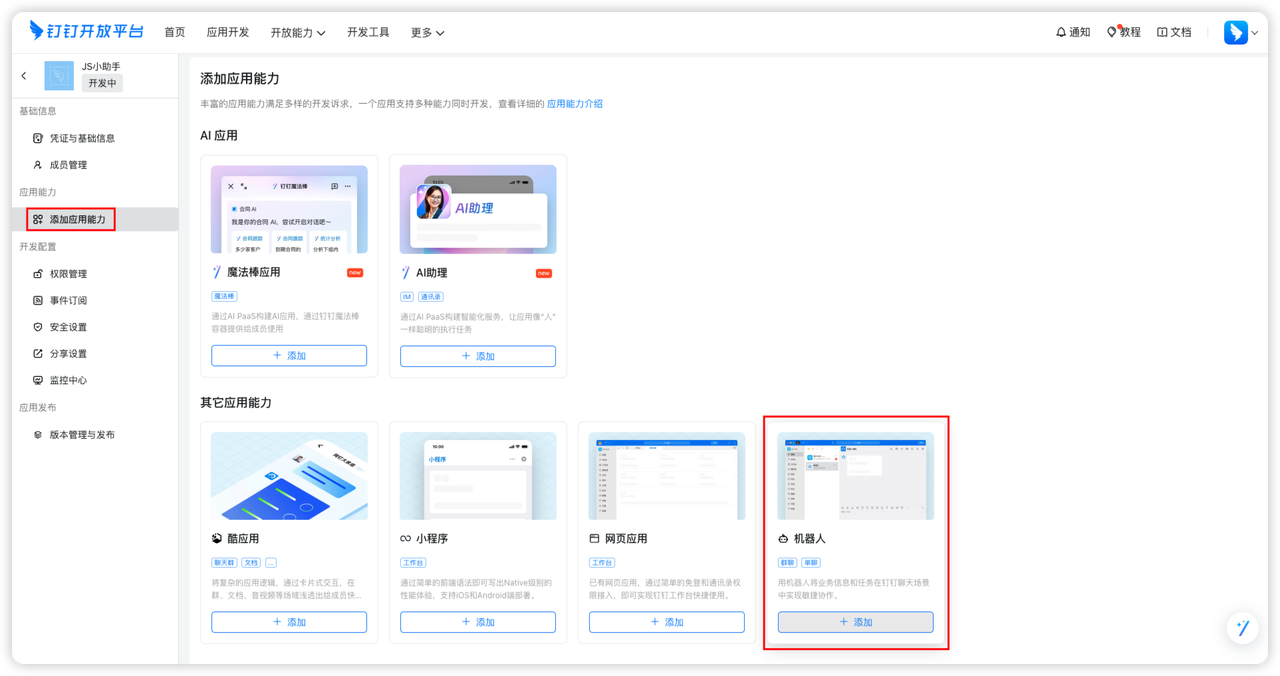 钉钉开放平台 首页 应用开发 开放能力 开发工具 更多 通知 教程 文档
JS小助手
开发中
基础信息
凭证与基础信息
成员管理
应用能力
添加应用能力
开发配置
权限管理
事件订阅
安全设置
分享设置
监控中心
应用发布
版本管理与发布
添加应用能力
丰富的应用能力满足多样的开发诉求，一个应用支持多种能力同时开发，查看详细的 应用能力介绍
AI 应用
钉钉魔法棒
合同 AI
我是你的合同 AI，尝试开启对话吧～
合同跟踪 合同跟踪 统计分析
多少家客户 到期合同的 分析下组内
魔法棒应用 new
魔法棒
通过AI PaaS构建AI应用，通过钉钉魔法棒
容器提供给成员使用
添加
10:00
AI助理
AI助理 new
IM 通讯录
通过AI PaaS构建智能化服务，让应用像“人”
一样聪明的执行任务
添加
其它应用能力
酷应用
聊天群 文档 ...
将复杂的应用逻辑，通过卡片式交互，在
群、文档、音视频等场域浅透出给成员快...
添加
10:00
小程序
小程序
工作台
通过简单的前端语法即可写出Native级别的
性能体验，支持iOS和Android端部署。
添加
网页应用
工作台
已有网页应用，通过简单的免登和通讯录权
限接入，即可实现钉钉工作台快捷使用。
添加
机器人
群聊 单聊
用机器人将业务信息和任务在钉钉聊天场景
中实现敏捷协作。
添加